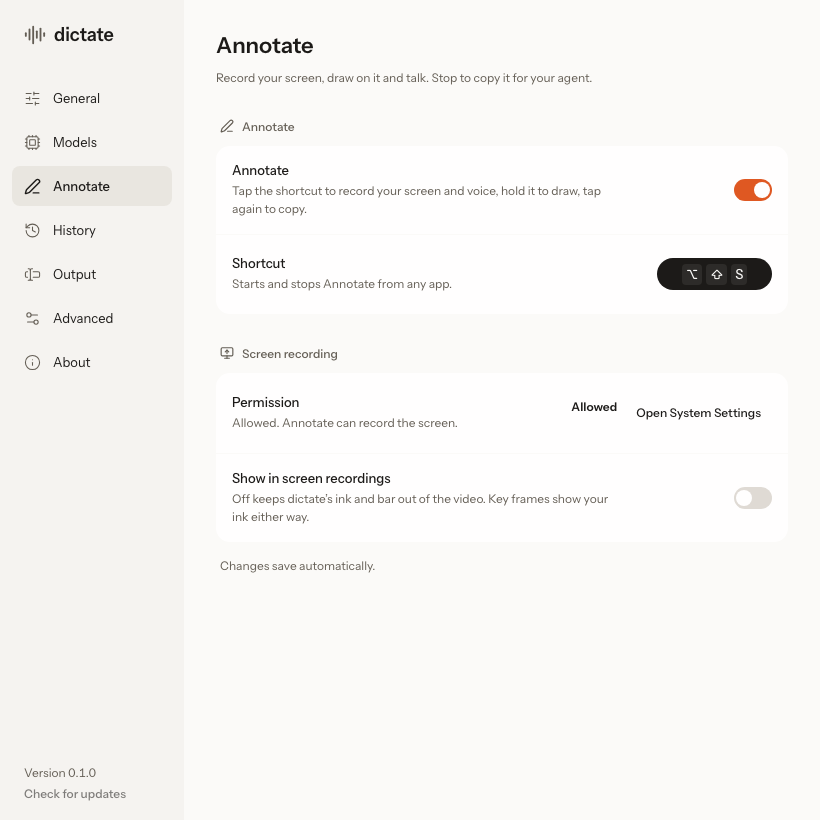 dictate
General
Models
Annotate
History
Output
Advanced
About
Version 0.1.0
Check for updates
Annotate
Record your screen, draw on it and talk. Stop to copy it for your agent.
Annotate
Annotate
Tap the shortcut to record your screen and voice, hold it to draw, tap
again to copy.
Shortcut
Starts and stops Annotate from any app.
⌥ ⇧ S
Screen recording
Permission
Allowed. Annotate can record the screen.
Allowed
Open System Settings
Show in screen recordings
Off keeps dictate's ink and bar out of the video. Key frames show your
ink either way.
Changes save automatically.